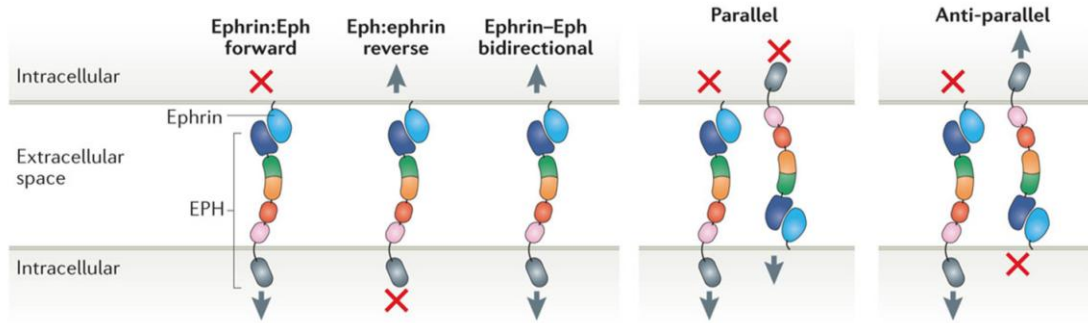 Ephrin:Eph
forward
Eph:ephrin
reverse
Ephrin–Eph
bidirectional
Parallel
Anti-parallel
Intracellular
Ephrin
Extracellular
space
EPH
Intracellular